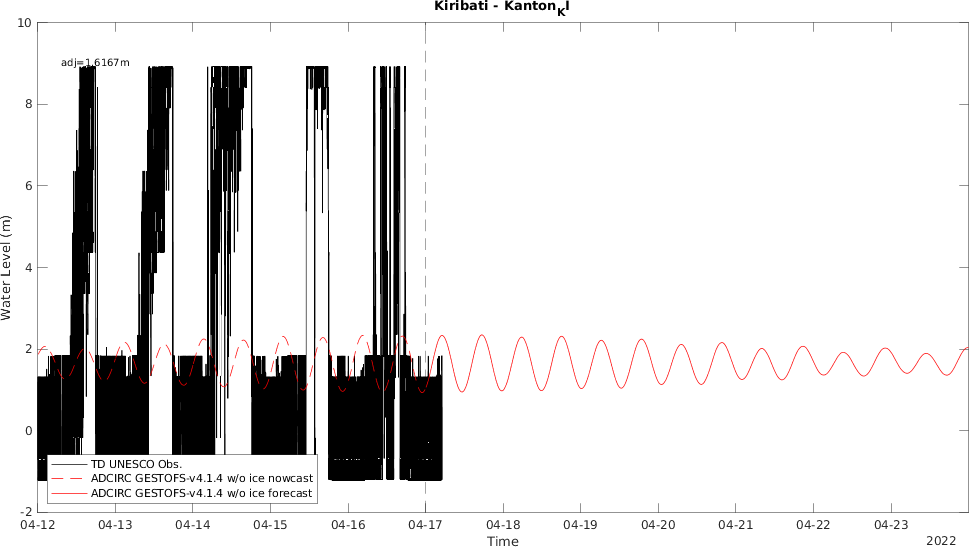 Kiribati - Kanton_KI
10
8
6
4
2
0
-2
Water Level (m)
adj=1.6167m
TD UNESCO Obs.
ADCIRC GESTOFS-v4.1.4 w/o ice nowcast
ADCIRC GESTOFS-v4.1.4 w/o ice forecast
04-12 04-13 04-14 04-15 04-16 04-17 04-18 04-19 04-20 04-21 04-22 04-23
Time
2022